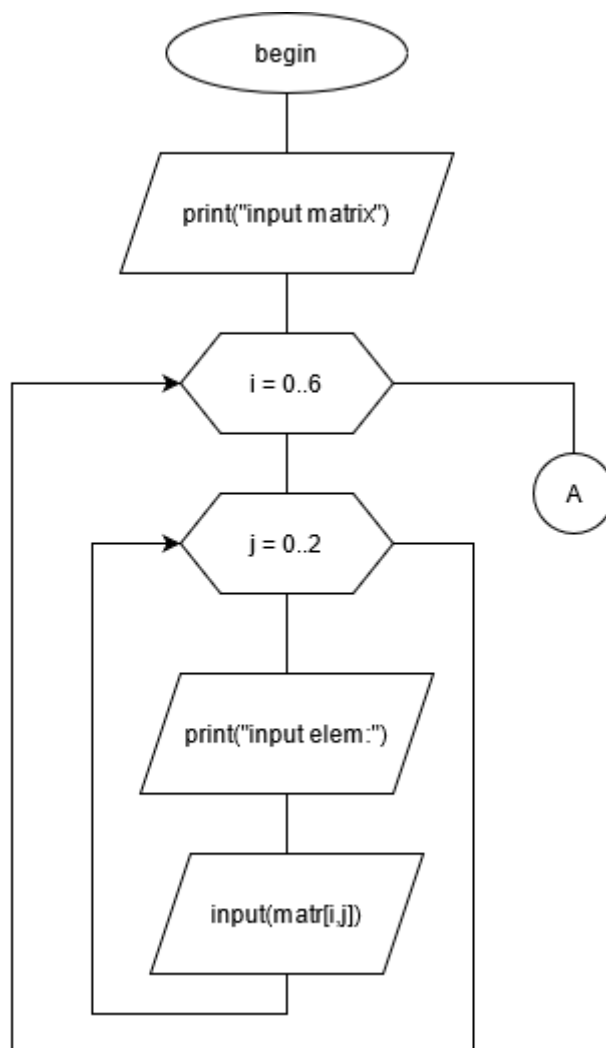 begin
print("input matrix")
i = 0..6
A
j = 0..2
print("input elem:")
input(matr[i,j])